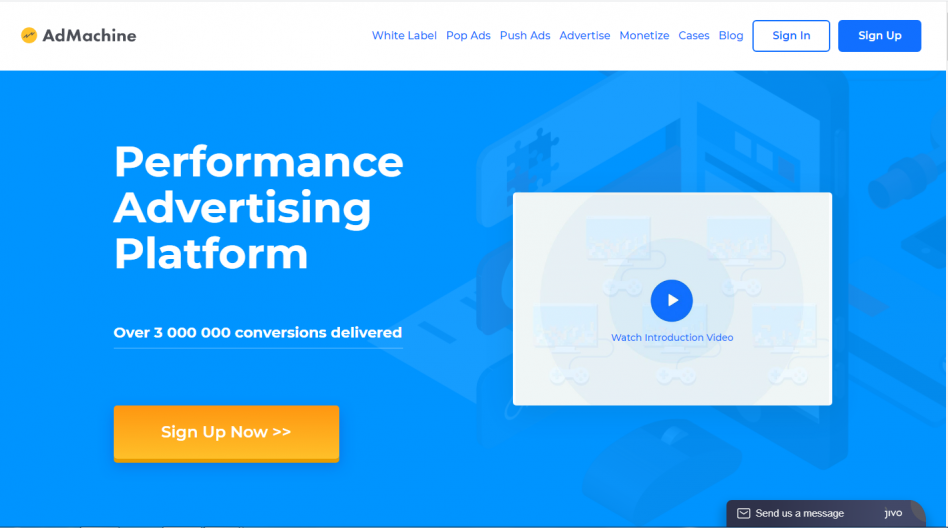 AdMachine
White Label Pop Ads Push Ads Advertise Monetize Cases Blog Sign In Sign Up
Performance
Advertising
Platform
Over 3 000 000 conversions delivered
Watch Introduction Video
Sign Up Now >>
Send us a message jivo